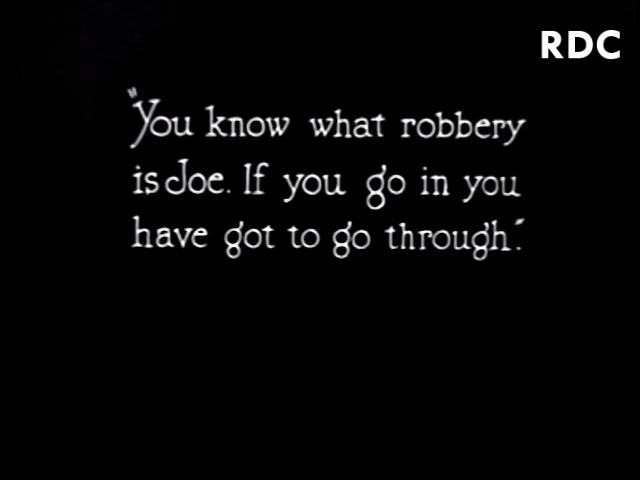 RDC
"You know what robbery
is Joe. If you go in you
have got to go through."